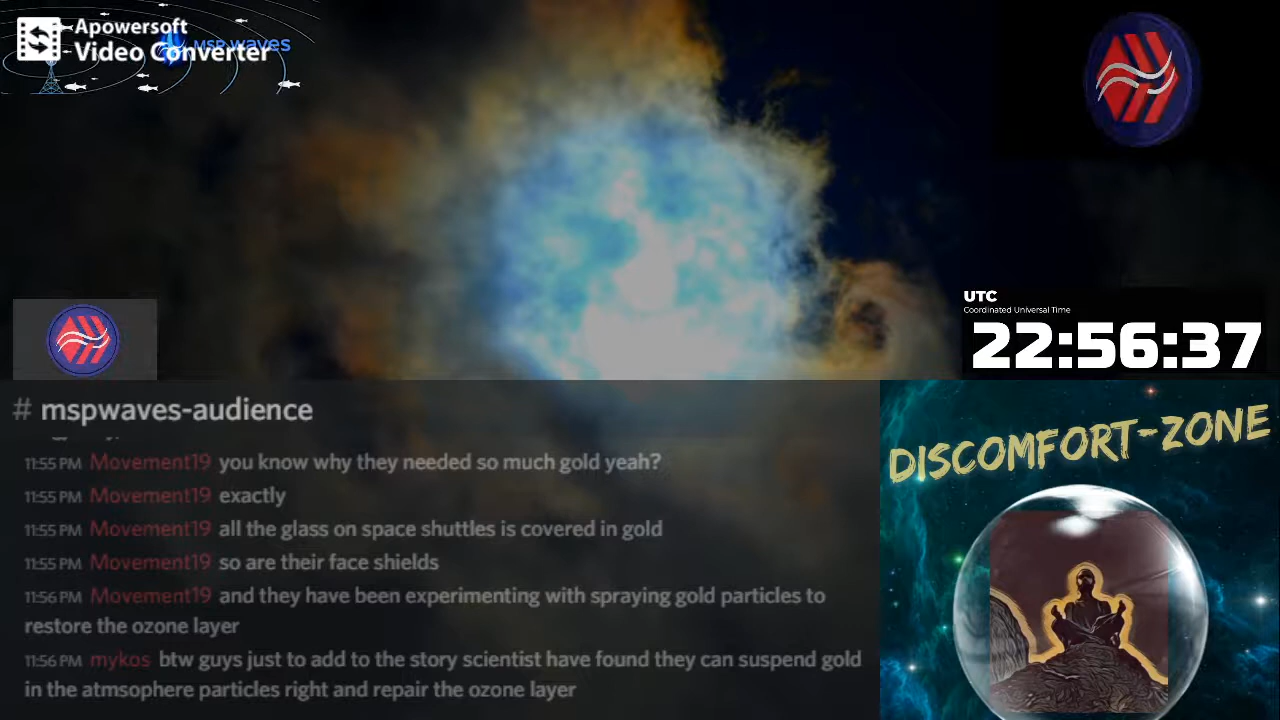 Apowersoft
Video Converter
MSP WAVES
UTC
Coordinated Universal Time
22:56:37
# mspwaves-audience
11:55 PM Movement19 you know why they needed so much gold yeah?
11:55 PM Movement19 exactly
11:55 PM Movement19 all the glass on space shuttles is covered in gold
11:55 PM Movement19 so are their face shields
11:56 PM Movement19 and they have been experimenting with spraying gold particles to
restore the ozone layer
11:56 PM mykos btw guys just to add to the story scientist have found they can suspend gold
in the atmsosphere particles right and repair the ozone layer
DISCOMFORT-ZONE